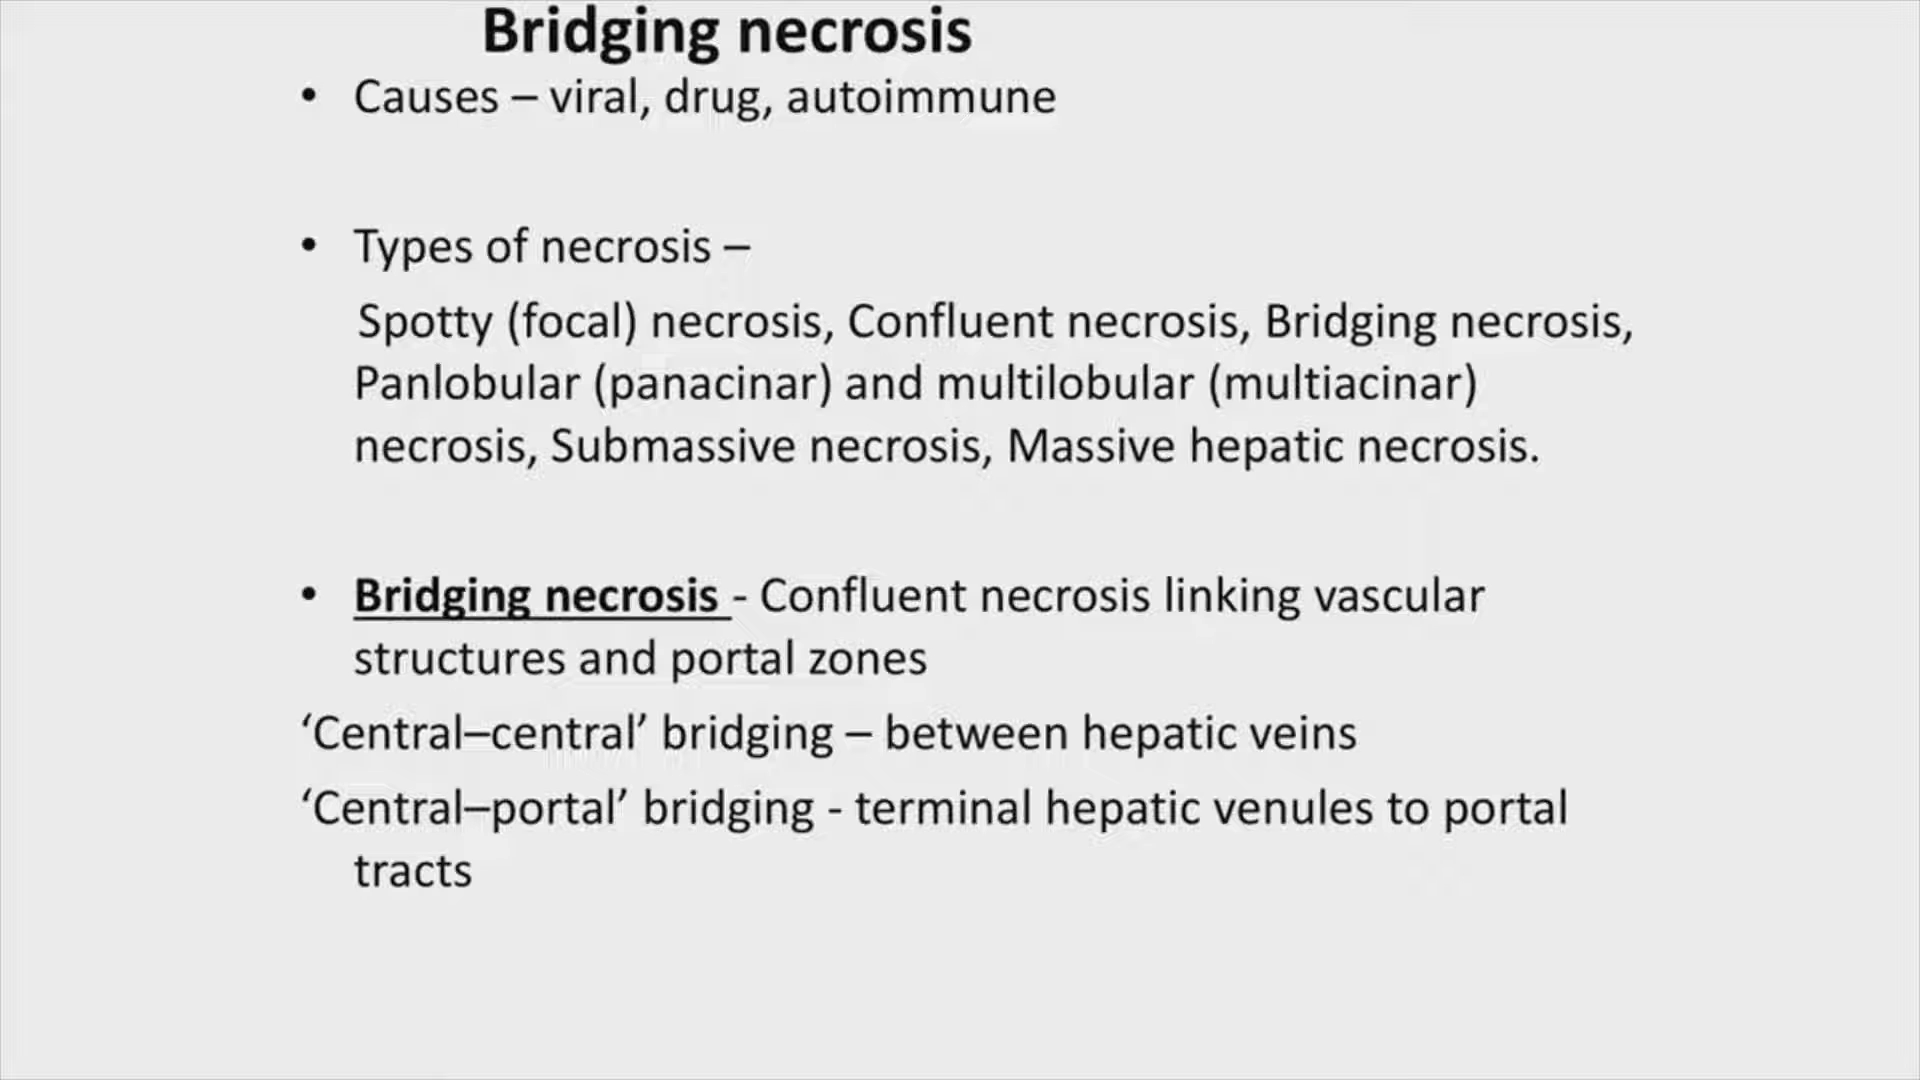 Bridging necrosis
• Causes – viral, drug, autoimmune
• Types of necrosis –
Spotty (focal) necrosis, Confluent necrosis, Bridging necrosis,
Panlobular (panacinar) and multilobular (multiacinar)
necrosis, Submassive necrosis, Massive hepatic necrosis.
• Bridging necrosis - Confluent necrosis linking vascular
structures and portal zones
‘Central–central’ bridging – between hepatic veins
‘Central–portal’ bridging - terminal hepatic venules to portal
tracts